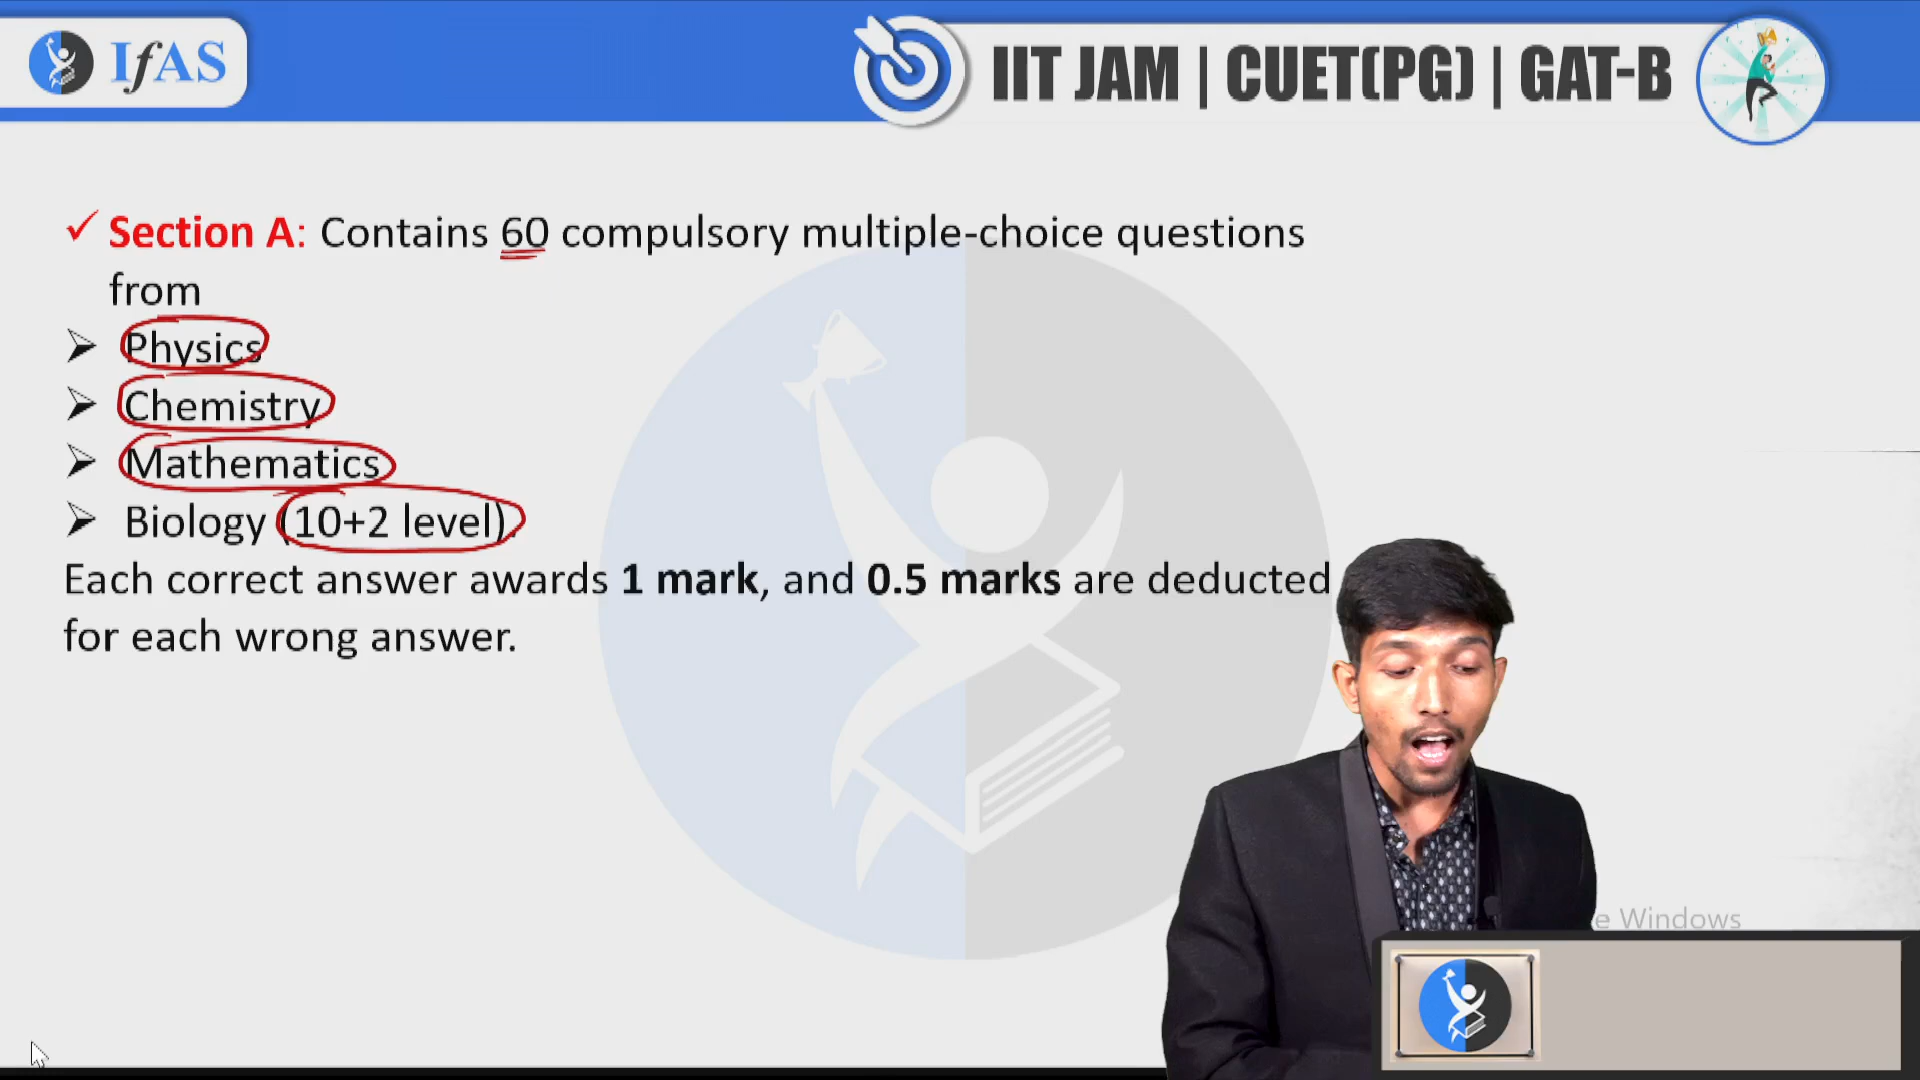 IfAS
IIT JAM | CUET(PG) | GAT-B
Section A: Contains 60 compulsory multiple-choice questions
from
Physics
Chemistry
Mathematics
Biology (10+2 level).
Each correct answer awards 1 mark, and 0.5 marks are deducted
for each wrong answer.
e Windows